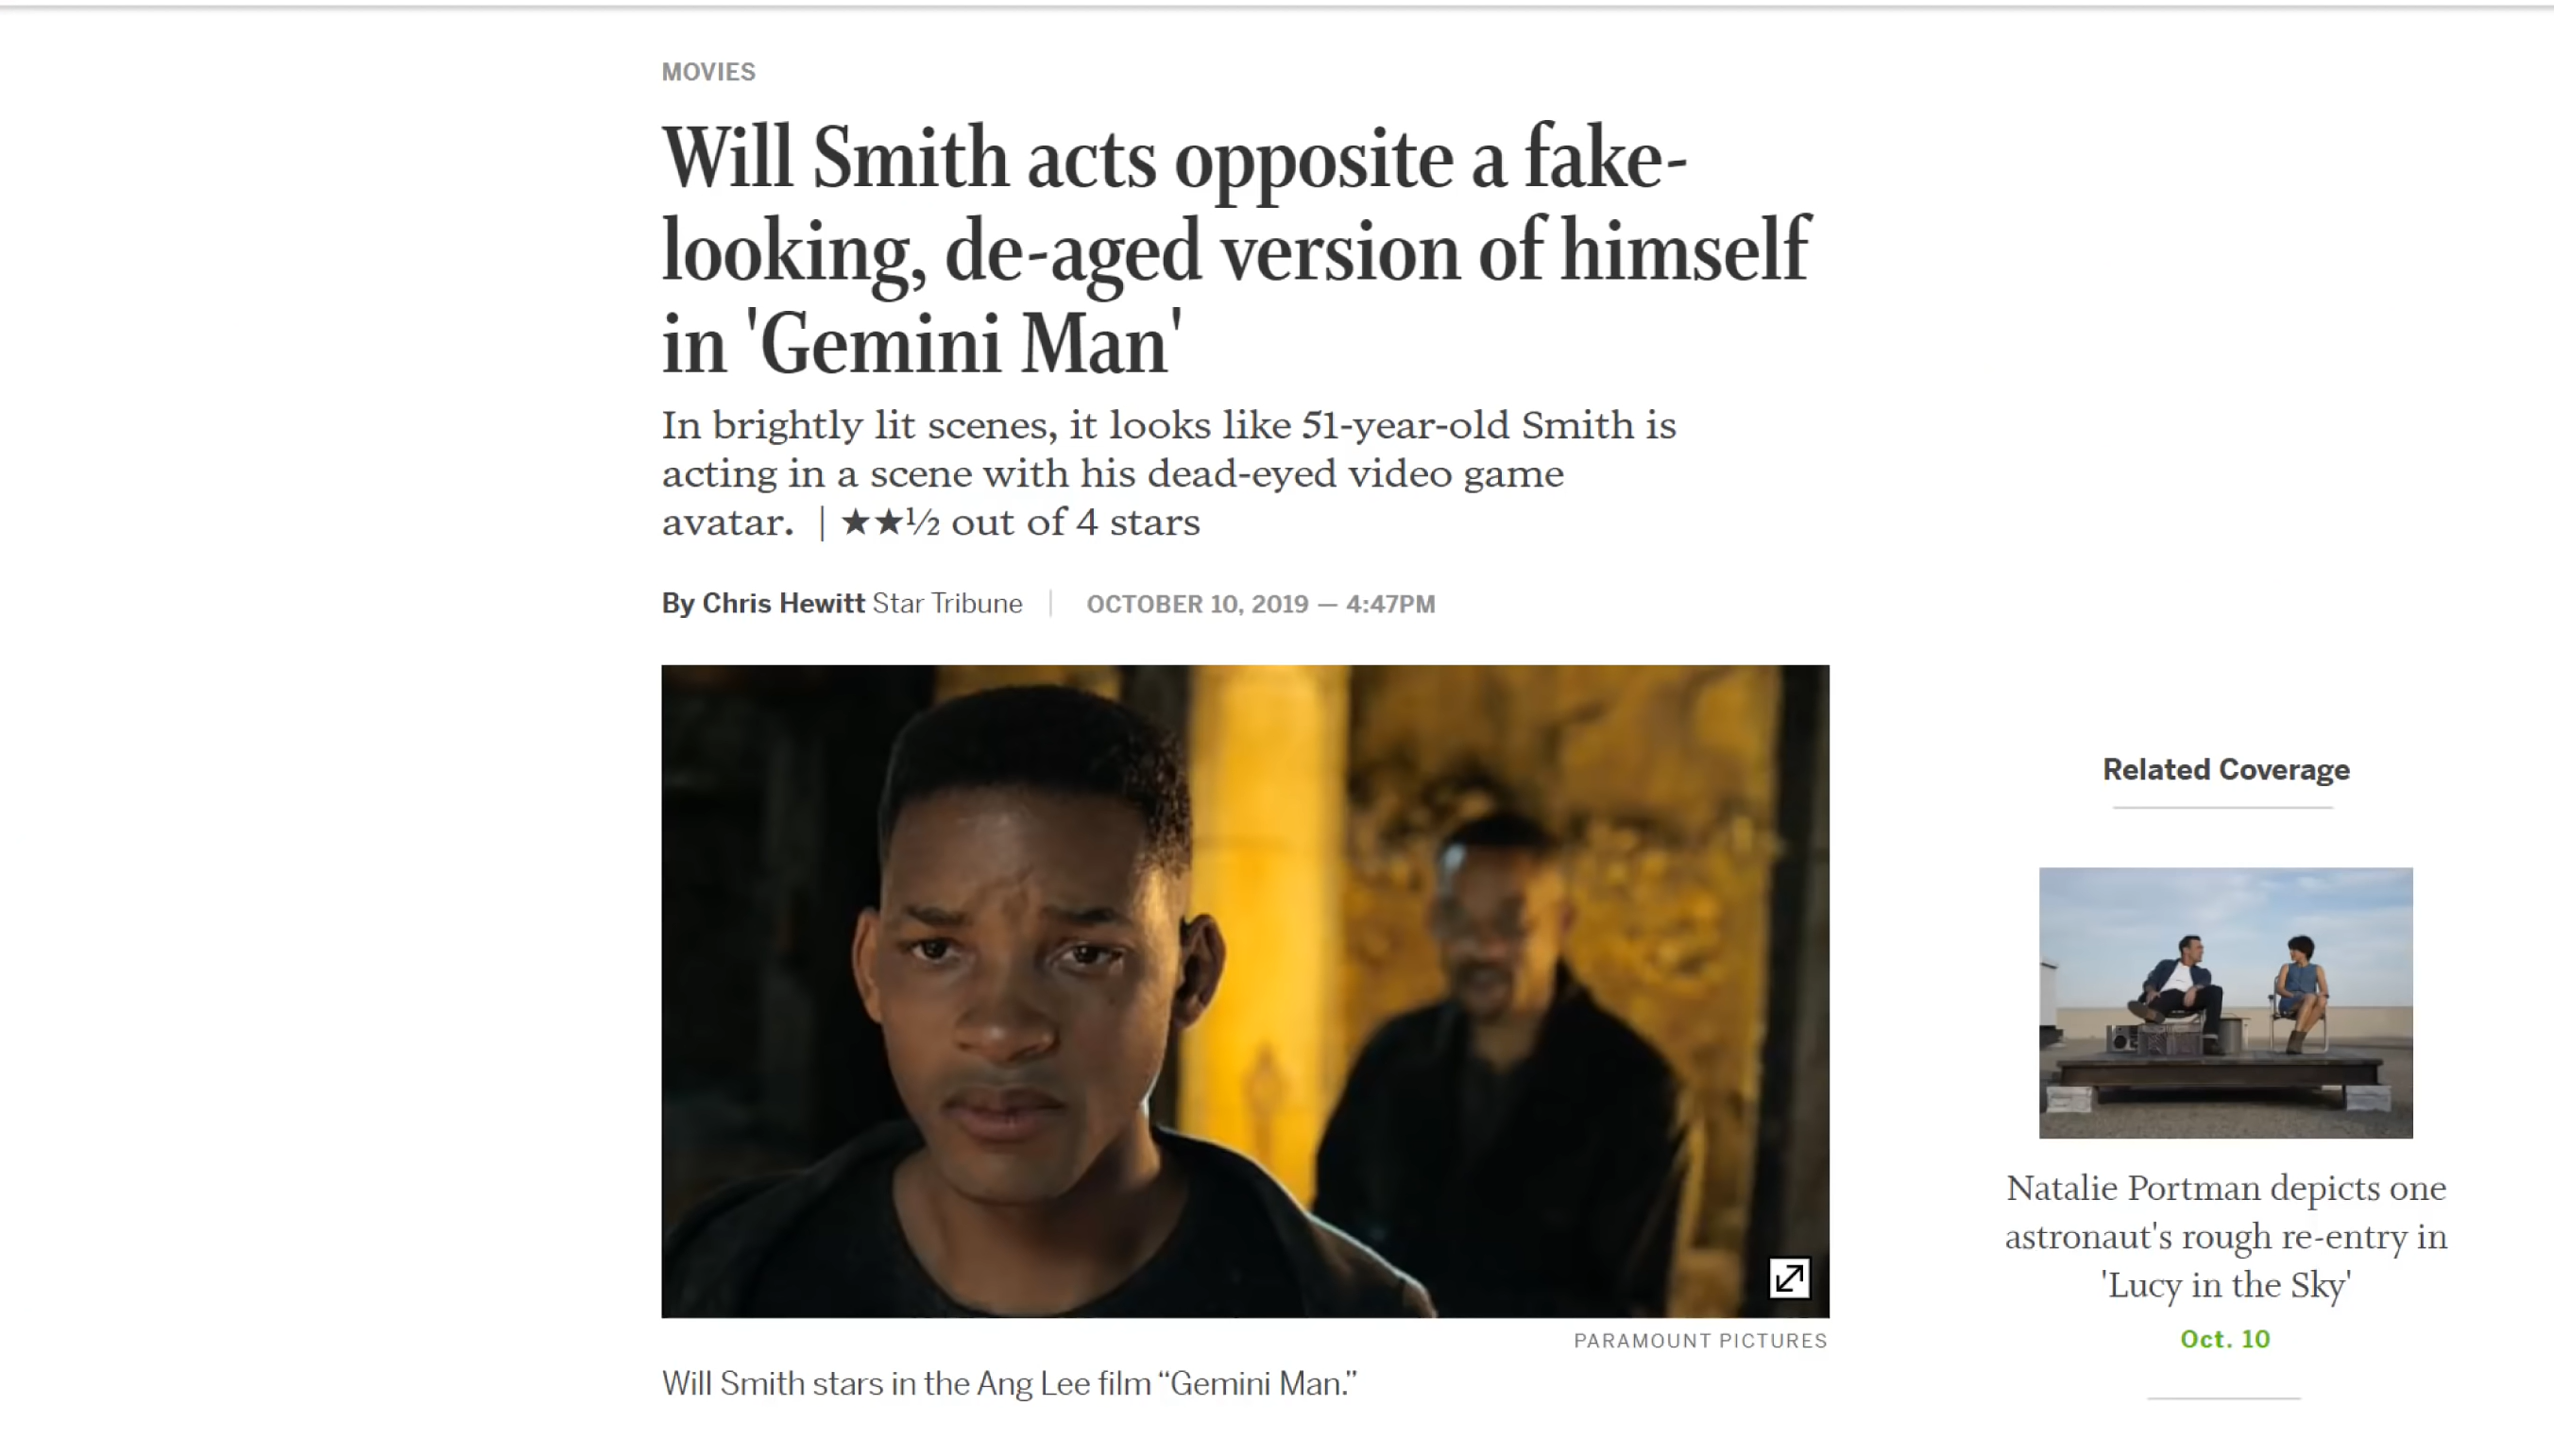 MOVIES
Will Smith acts opposite a fake-
looking, de-aged version of himself
in 'Gemini Man'
In brightly lit scenes, it looks like 51-year-old Smith is
acting in a scene with his dead-eyed video game
avatar. | ★★½ out of 4 stars
By Chris Hewitt Star Tribune | OCTOBER 10, 2019 — 4:47PM
PARAMOUNT PICTURES
Will Smith stars in the Ang Lee film “Gemini Man.”
Related Coverage
Natalie Portman depicts one
astronaut's rough re-entry in
'Lucy in the Sky'
Oct. 10